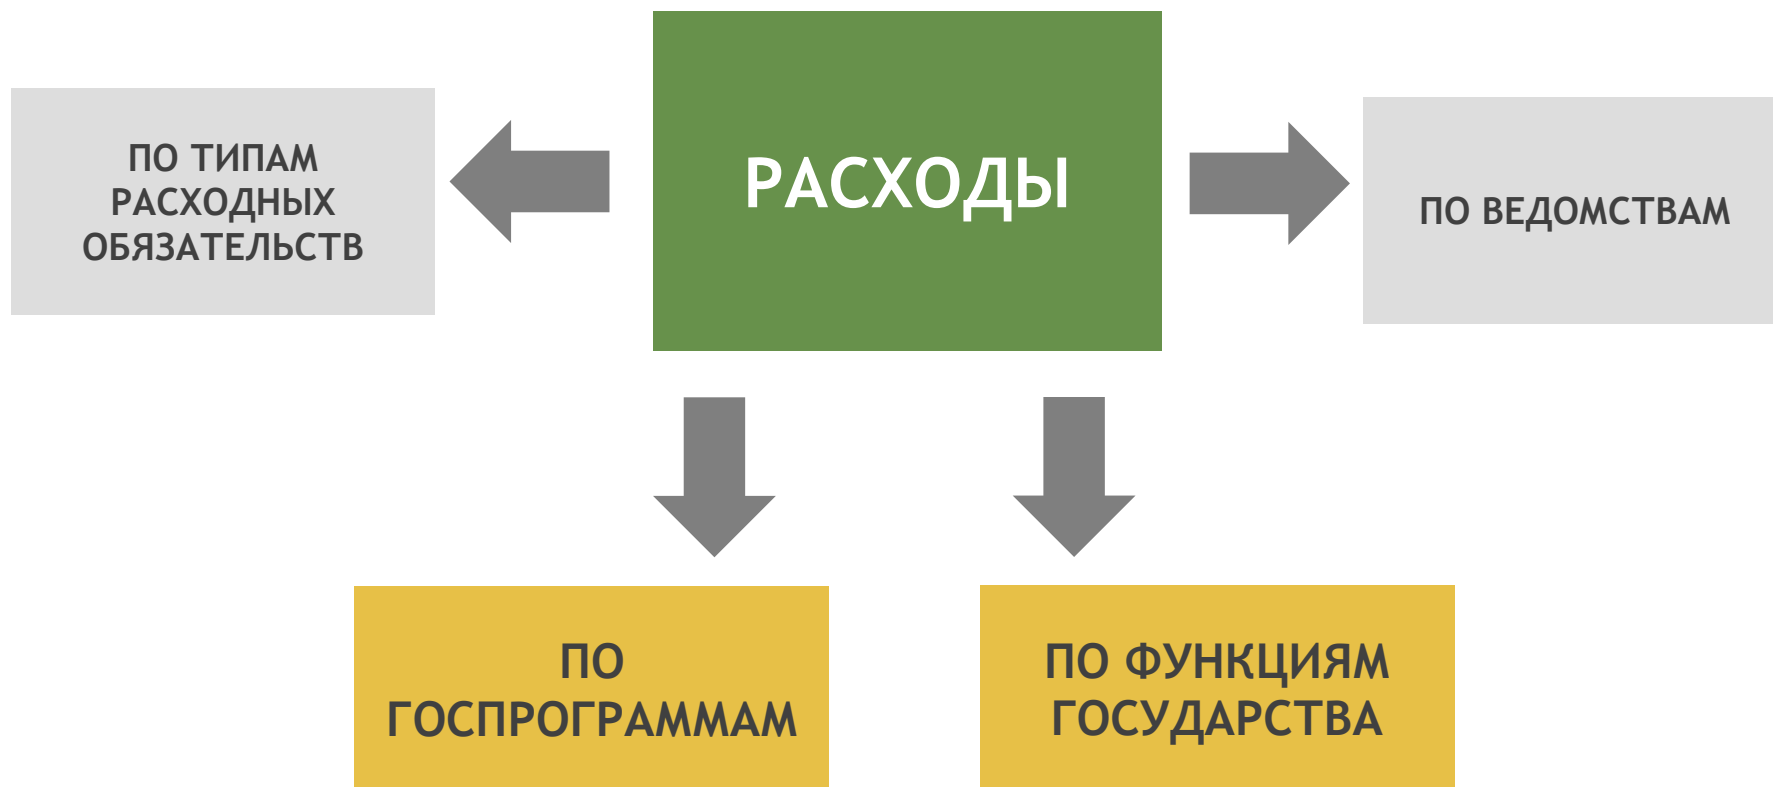 РАСХОДЫ
ПО ТИПАМ
РАСХОДНЫХ
ОБЯЗАТЕЛЬСТВ
ПО ВЕДОМСТВАМ
ПО
ГОСПРОГРАММАМ
ПО ФУНКЦИЯМ
ГОСУДАРСТВА